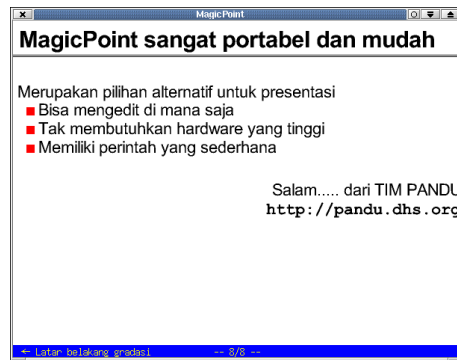 MagicPoint
MagicPoint sangat portabel dan mudah
Merupakan pilihan alternatif untuk presentasi
Bisa mengedit di mana saja
Tak membutuhkan hardware yang tinggi
Memiliki perintah yang sederhana
Salam..... dari TIM PANDU
http://pandu.dhs.org
← Latar belakang gradasi -- 8/8 --